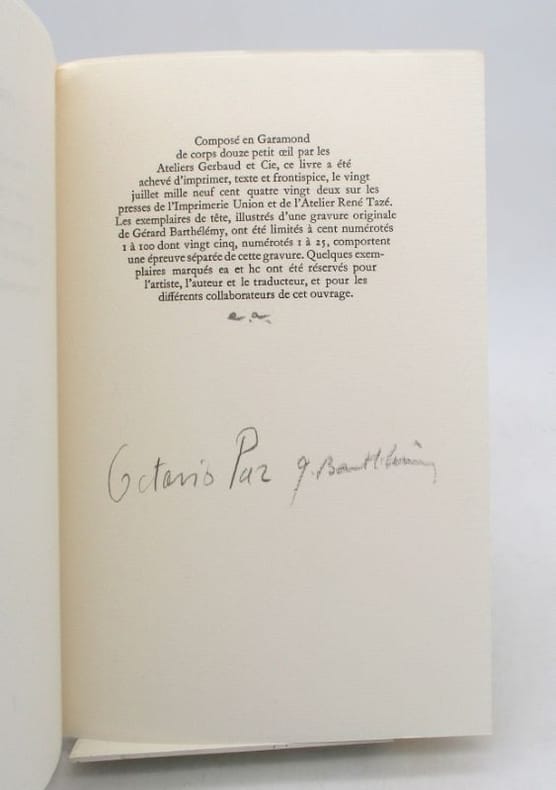 Composé en Garamond
de corps douze petit œil par les
Ateliers Gerbaud et Cie, ce livre a été
achevé d'imprimer, texte et frontispice, le vingt
juillet mille neuf cent quatre vingt deux sur les
presses de l'Imprimerie Union et de l'Atelier René Tazé.
Les exemplaires de tête, illustrés d'une gravure originale
de Gérard Barthélémy, ont été limités à cent numérotés
1 à 100 dont vingt cinq, numérotés 1 à 25, comportent
une épreuve séparée de cette gravure. Quelques exem-
plaires marqués ea et hc ont été réservés pour
l'artiste, l'auteur et le traducteur, et pour les
différents collaborateurs de cet ouvrage.
e.a.
Octavio Paz g. Barthélémy